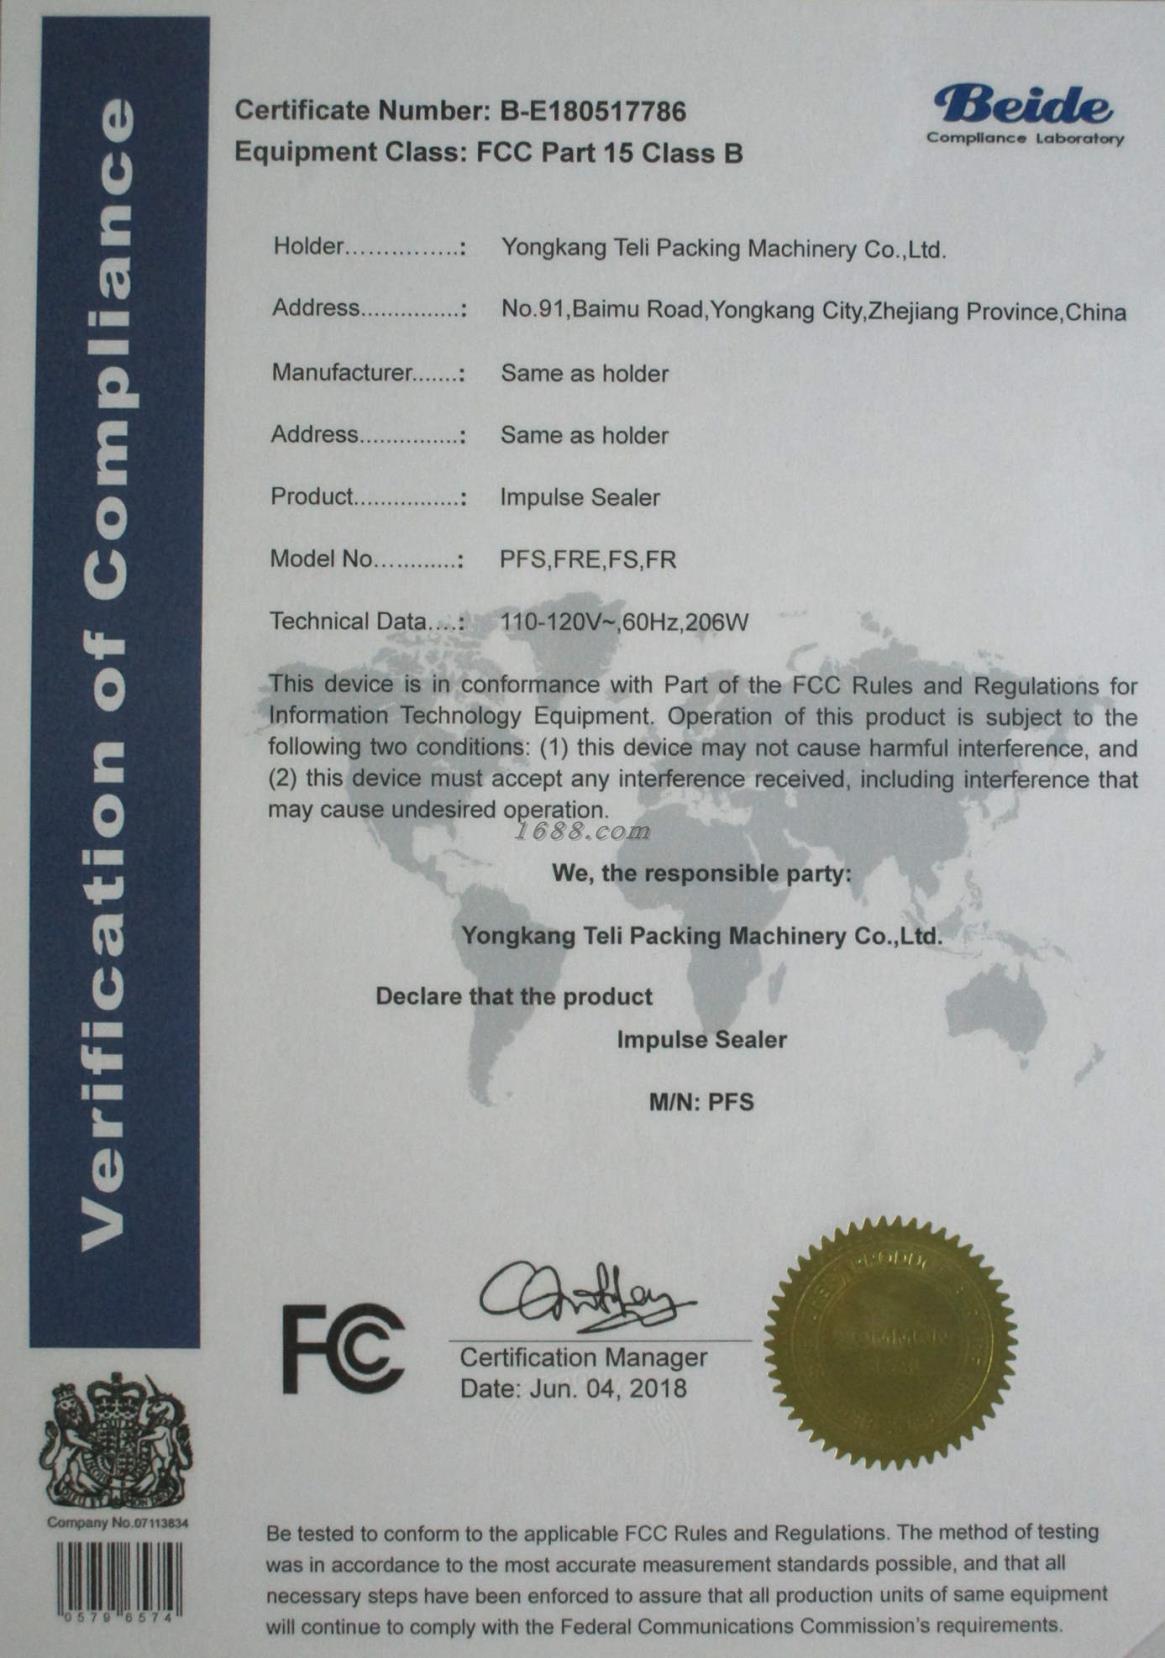 Verification of Compliance
Certificate Number: B-E180517786
Equipment Class: FCC Part 15 Class B
Beide
Compliance Laboratory
Holder...............: Yongkang Teli Packing Machinery Co.,Ltd.
Address..............: No.91,Baimu Road,Yongkang City,Zhejiang Province,China
Manufacturer.......: Same as holder
Address..............: Same as holder
Product...............: Impulse Sealer
Model No............: PFS,FRE,FS,FR
Technical Data....: 110-120V~,60Hz,206W
This device is in conformance with Part of the FCC Rules and Regulations for
Information Technology Equipment. Operation of this product is subject to the
following two conditions: (1) this device may not cause harmful interference, and
(2) this device must accept any interference received, including interference that
may cause undesired operation.
1688.com
We, the responsible party:
Yongkang Teli Packing Machinery Co.,Ltd.
Declare that the product
Impulse Sealer
M/N: PFS
FC
Certification Manager
Date: Jun. 04, 2018
Company No.07113834
0579 6574
Be tested to conform to the applicable FCC Rules and Regulations. The method of testing
was in accordance to the most accurate measurement standards possible, and that all
necessary steps have been enforced to assure that all production units of same equipment
will continue to comply with the Federal Communications Commission's requirements.